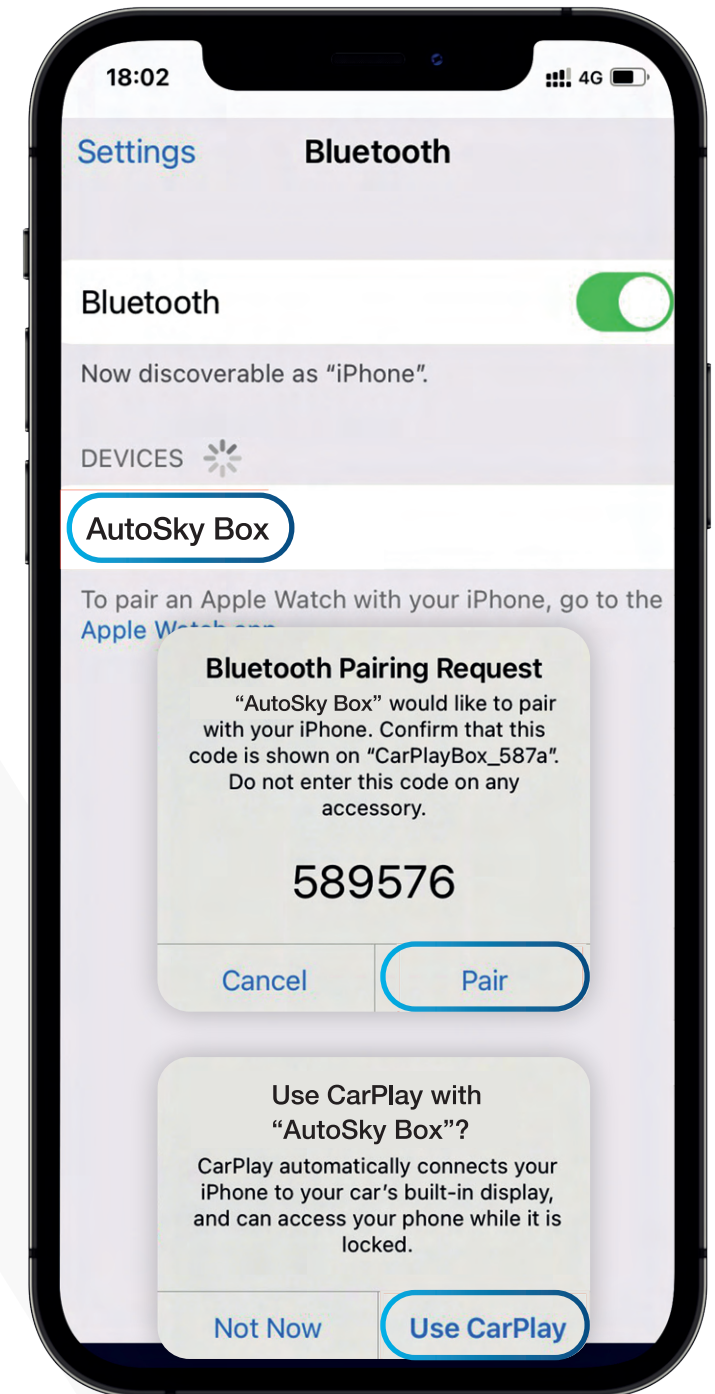 18:02
4G
Settings
Bluetooth
Bluetooth
Now discoverable as “iPhone”.
DEVICES
AutoSky Box
To pair an Apple Watch with your iPhone, go to the
Apple Watch app
Bluetooth Pairing Request
“AutoSky Box” would like to pair
with your iPhone. Confirm that this
code is shown on “CarPlayBox_587a”.
Do not enter this code on any
accessory.
589576
Cancel
Pair
Use CarPlay with
“AutoSky Box”?
CarPlay automatically connects your
iPhone to your car’s built-in display,
and can access your phone while it is
locked.
Not Now
Use CarPlay